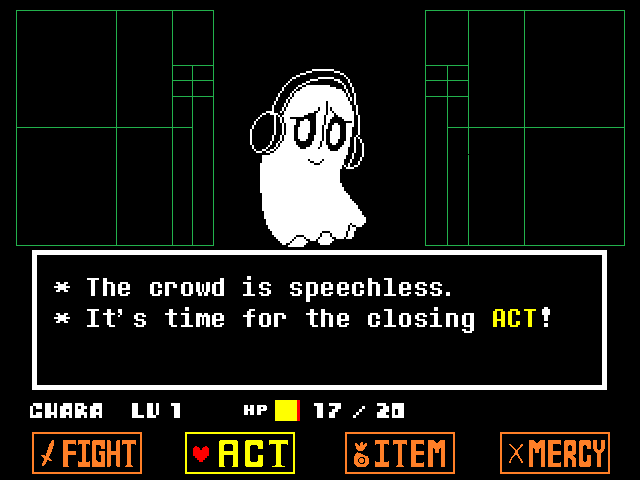 * The crowd is speechless.
* It's time for the closing ACT!
CHARA LV 1 HP 17 / 20
FIGHT ACT ITEM MERCY